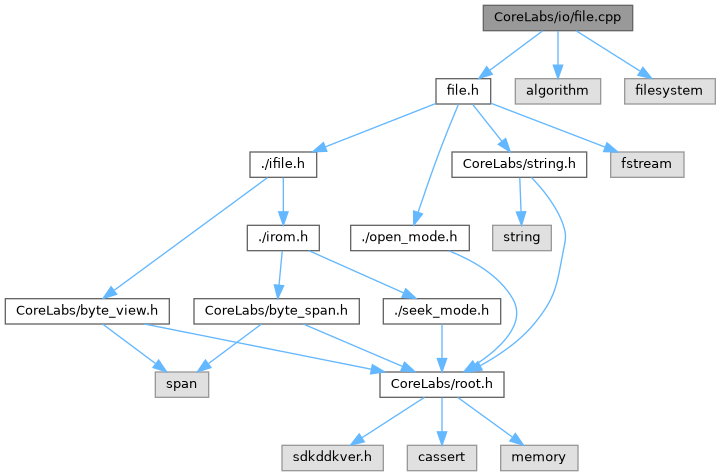 CoreLabs/io/file.cpp
file.h
algorithm
filesystem
./ifile.h
CoreLabs/string.h
fstream
./irom.h
./open_mode.h
string
CoreLabs/byte_view.h
CoreLabs/byte_span.h
./seek_mode.h
span
CoreLabs/root.h
sdkddkver.h
cassert
memory